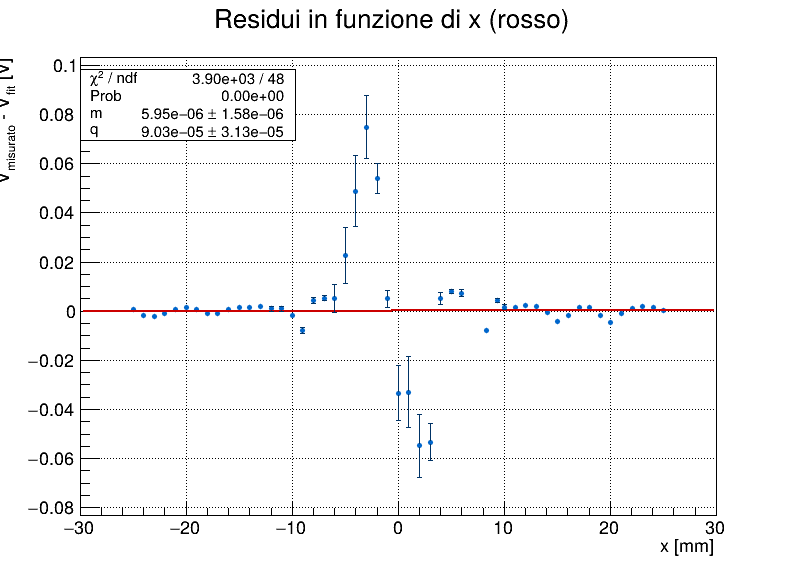 Residui in funzione di x (rosso)
V_misurato - V_fit [V]
χ² / ndf 3.90e+03 / 48
Prob 0.00e+00
m 5.95e−06 ± 1.58e−06
q 9.03e−05 ± 3.13e−05
0.1
0.08
0.06
0.04
0.02
0
−0.02
−0.04
−0.06
−0.08
−30 −20 −10 0 10 20 30
x [mm]